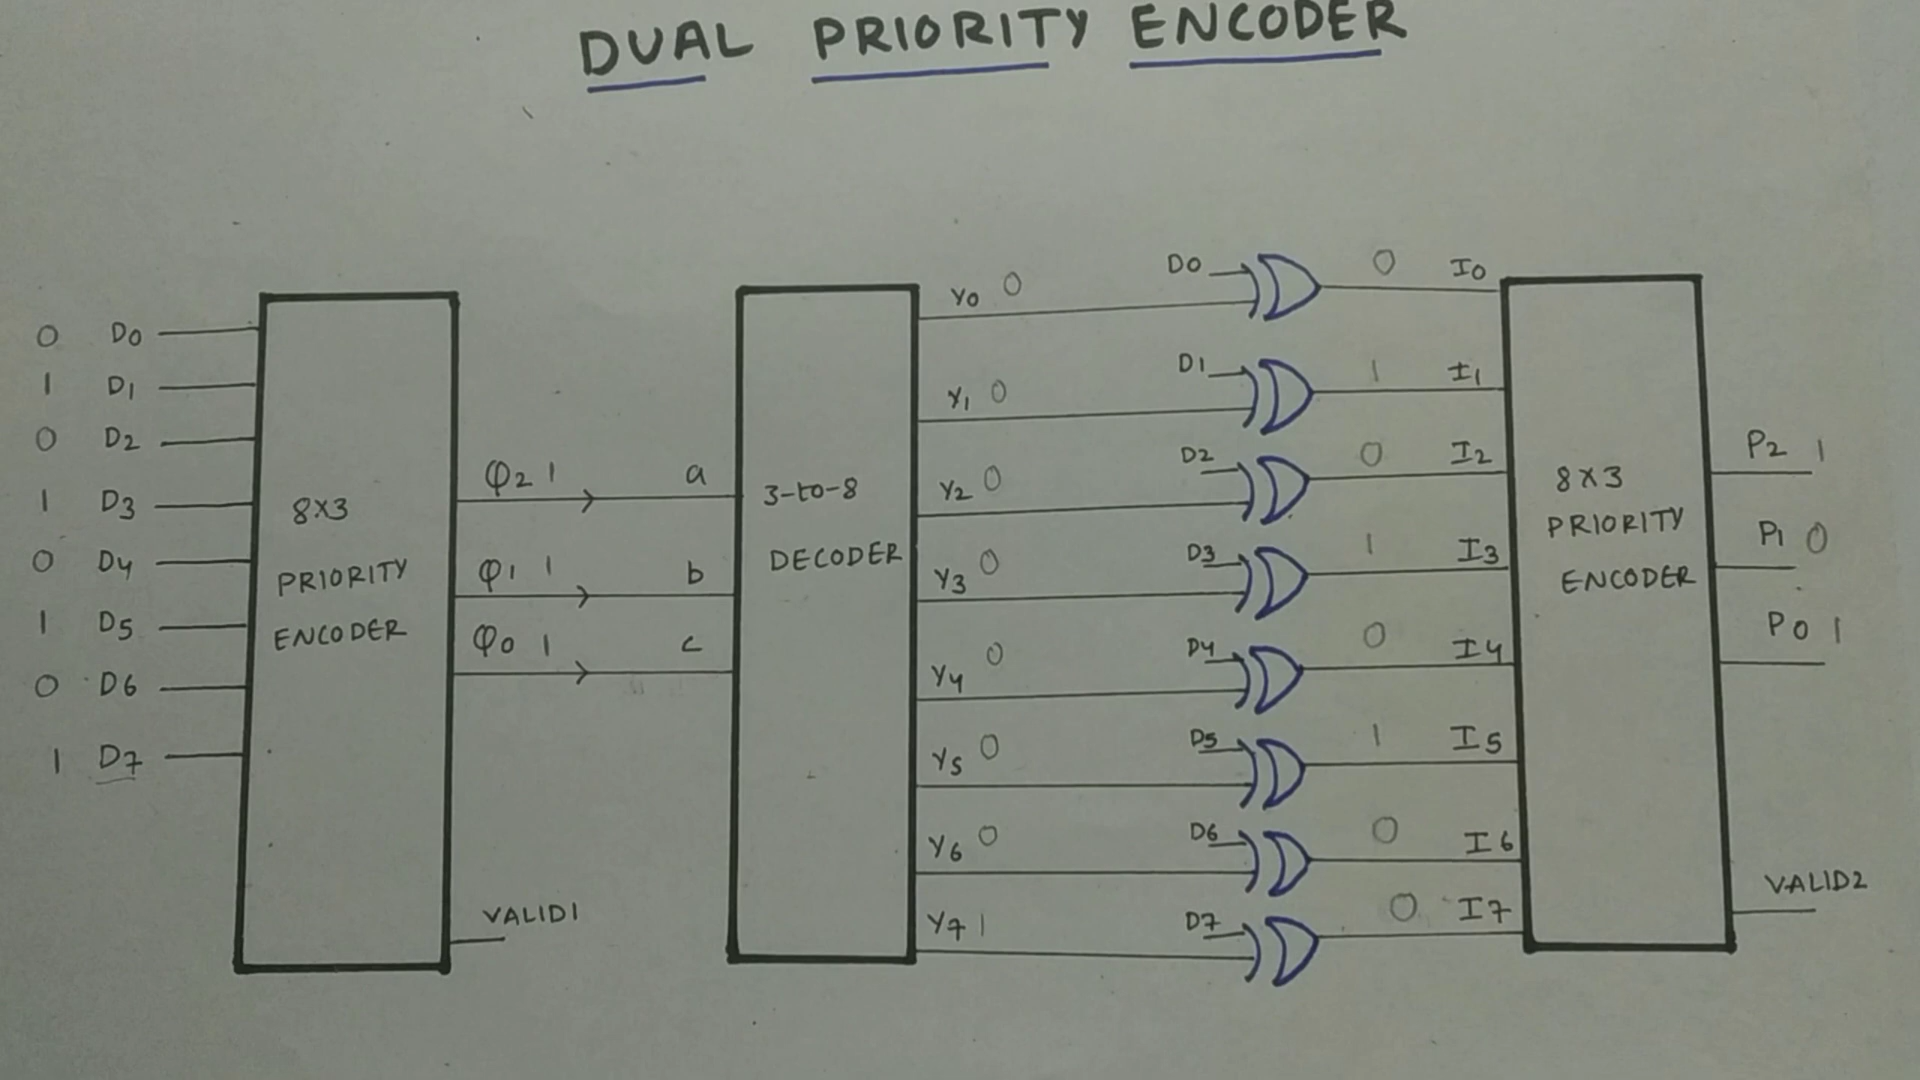 DUAL PRIORITY ENCODER
0 D0
1 D1
0 D2
1 D3
0 D4
1 D5
0 D6
1 D7
8X3
PRIORITY
ENCODER
φ2 1
φ1 1
φ0 1
VALID1
a
b
c
3-to-8
DECODER
Y0 0
Y1 0
Y2 0
Y3 0
Y4 0
Y5 0
Y6 0
Y7 1
D0 0 I0
D1 1 I1
D2 0 I2
D3 1 I3
D4 0 I4
D5 1 I5
D6 0 I6
D7 0 I7
8X3
PRIORITY
ENCODER
P2 1
P1 0
P0 1
VALID2